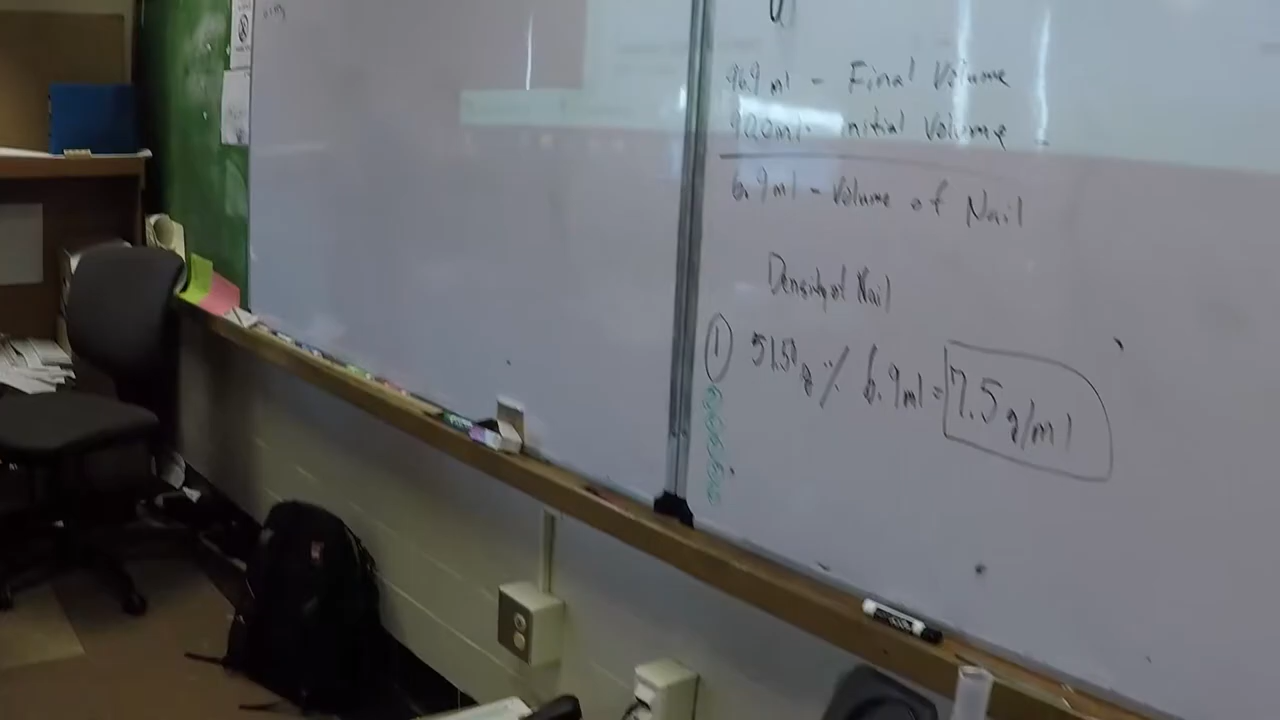 96.9 ml - Final Volume
90.0 ml - initial Volume
6.9 ml - Volume of Nail
Density of Nail
① 51.50g ÷ 6.9 ml = 7.5 g/ml